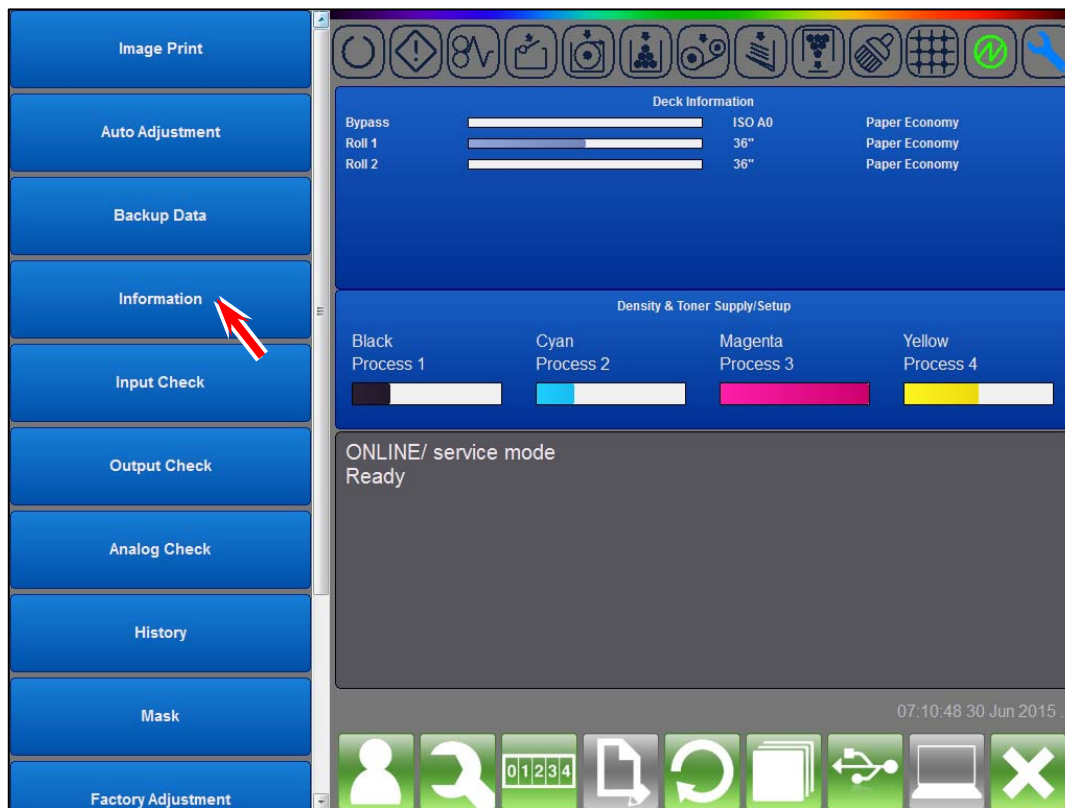 Image Print
Auto Adjustment
Backup Data
Information
Input Check
Output Check
Analog Check
History
Mask
Factory Adjustment
Deck Information
Bypass ISO A0 Paper Economy
Roll 1 36" Paper Economy
Roll 2 36" Paper Economy
Density & Toner Supply/Setup
Black Cyan Magenta Yellow
Process 1 Process 2 Process 3 Process 4
ONLINE/ service mode
Ready
07:10:48 30 Jun 2015 .
01234